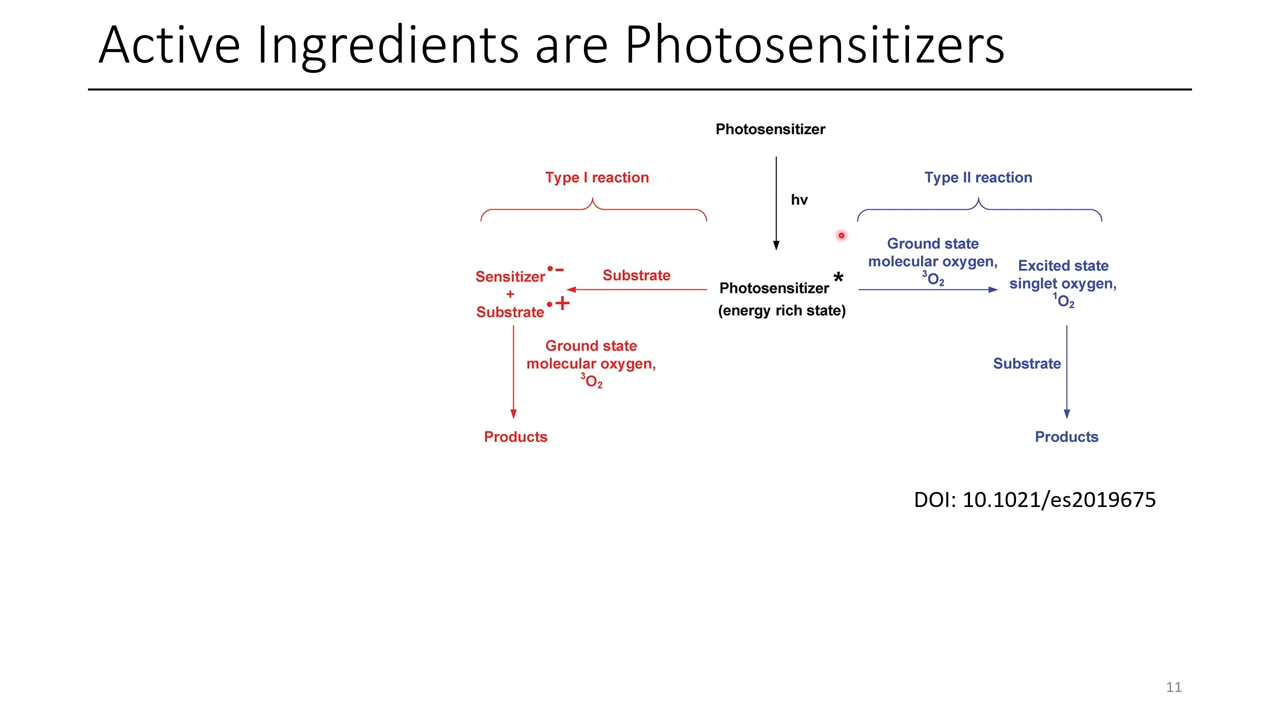 Active Ingredients are Photosensitizers
Photosensitizer
hν
Type I reaction
Type II reaction
Sensitizer•−
+
Substrate•+
Substrate
Photosensitizer*
(energy rich state)
Ground state
molecular oxygen,
³O₂
Excited state
singlet oxygen,
¹O₂
Ground state
molecular oxygen,
³O₂
Products
Substrate
Products
DOI: 10.1021/es2019675
11